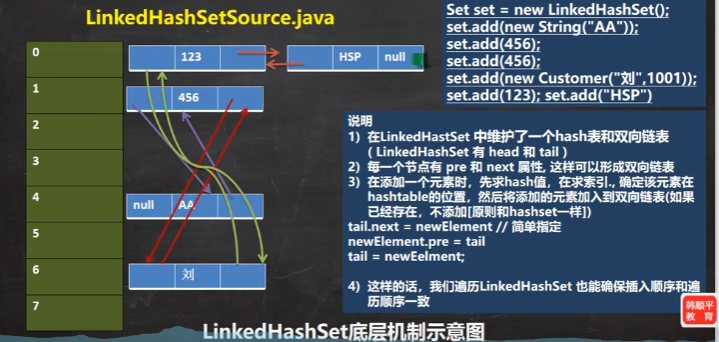 LinkedHashSetSource.java
Set set = new LinkedHashSet();
set.add(new String("AA"));
set.add(456);
set.add(456);
set.add(new Customer("刘",1001));
set.add(123); set.add("HSP")
0
123
HSP null
1
456
2
3
4
null AA
5
6
刘
7
说明
1) 在LinkedHastSet 中维护了一个hash表和双向链表
( LinkedHashSet 有 head 和 tail )
2) 每一个节点有 pre 和 next 属性, 这样可以形成双向链表
3) 在添加一个元素时，先求hash值，在求索引., 确定该元素在
hashtable的位置，然后将添加的元素加入到双向链表(如果
已经存在，不添加[原则和hashset一样])
tail.next = newElement // 简单指定
newElement.pre = tail
tail = newEelment;
4) 这样的话，我们遍历LinkedHashSet 也能确保插入顺序和遍
历顺序一致
韩顺平
教育
LinkedHashSet底层机制示意图